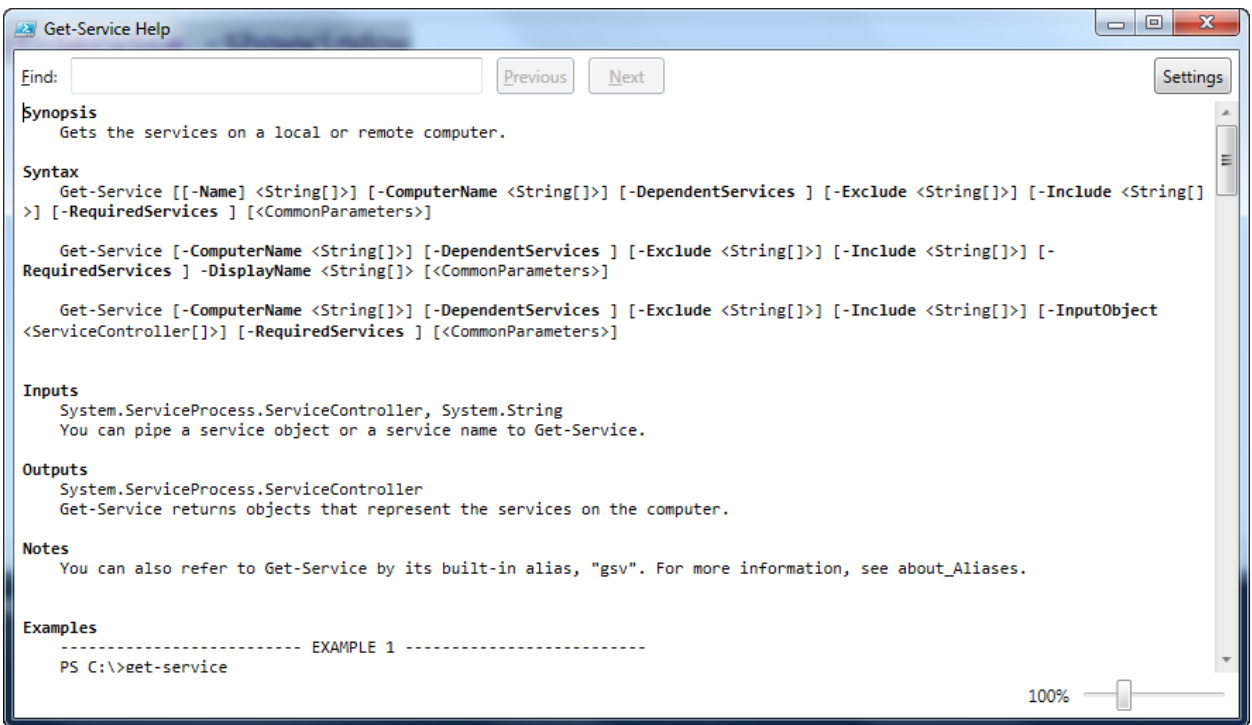 Get-Service Help
Find:
Previous
Next
Settings
Synopsis
Gets the services on a local or remote computer.
Syntax
Get-Service [[-Name] <String[]>] [-ComputerName <String[]>] [-DependentServices ] [-Exclude <String[]>] [-Include <String[]
>] [-RequiredServices ] [<CommonParameters>]
Get-Service [-ComputerName <String[]>] [-DependentServices ] [-Exclude <String[]>] [-Include <String[]>] [-
RequiredServices ] -DisplayName <String[]> [<CommonParameters>]
Get-Service [-ComputerName <String[]>] [-DependentServices ] [-Exclude <String[]>] [-Include <String[]>] [-InputObject
<ServiceController[]>] [-RequiredServices ] [<CommonParameters>]
Inputs
System.ServiceProcess.ServiceController, System.String
You can pipe a service object or a service name to Get-Service.
Outputs
System.ServiceProcess.ServiceController
Get-Service returns objects that represent the services on the computer.
Notes
You can also refer to Get-Service by its built-in alias, "gsv". For more information, see about_Aliases.
Examples
-------------------------- EXAMPLE 1 --------------------------
PS C:\>get-service
100%